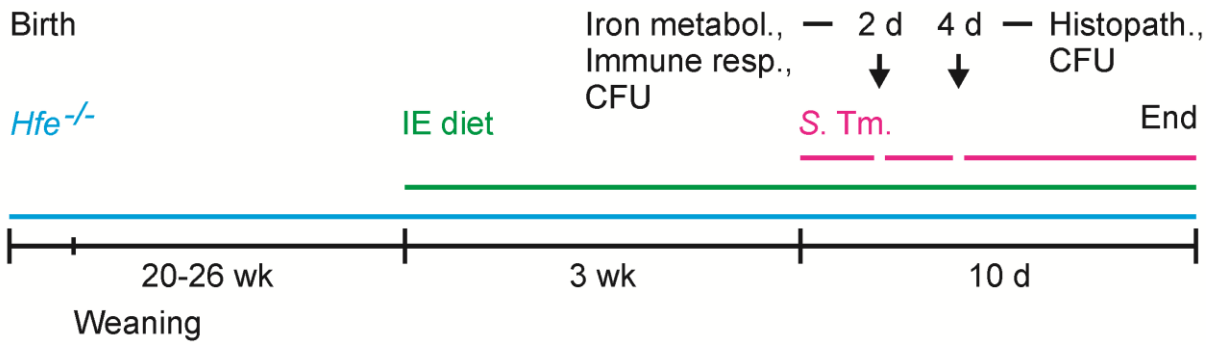 Birth
Iron metabol., — 2 d 4 d — Histopath.,
Immune resp., CFU
CFU
Hfe-/- IE diet S. Tm. End
20-26 wk 3 wk 10 d
Weaning